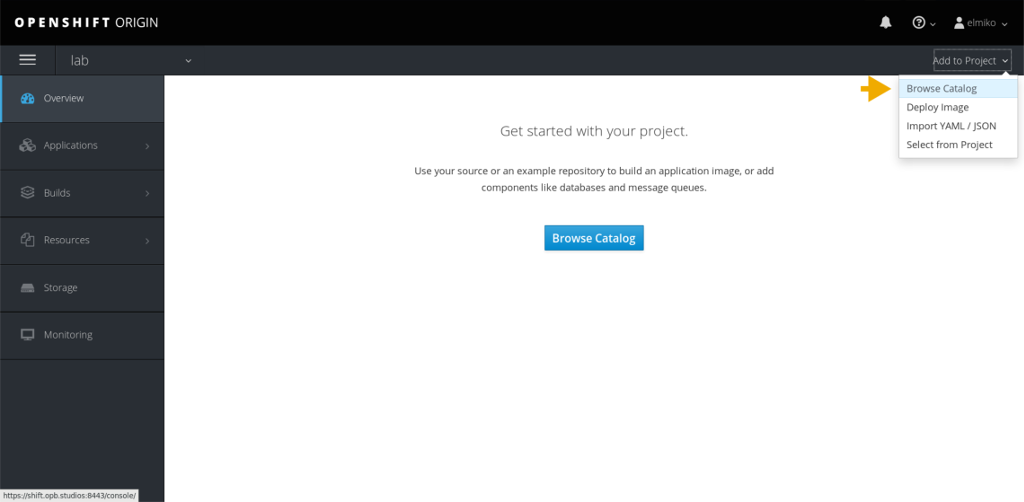 OPENSHIFT ORIGIN
elmiko
lab
Add to Project
Browse Catalog
Deploy Image
Import YAML / JSON
Select from Project
Overview
Applications
Builds
Resources
Storage
Monitoring
Get started with your project.
Use your source or an example repository to build an application image, or add
components like databases and message queues.
Browse Catalog
https://shift.opb.studios:8443/console/